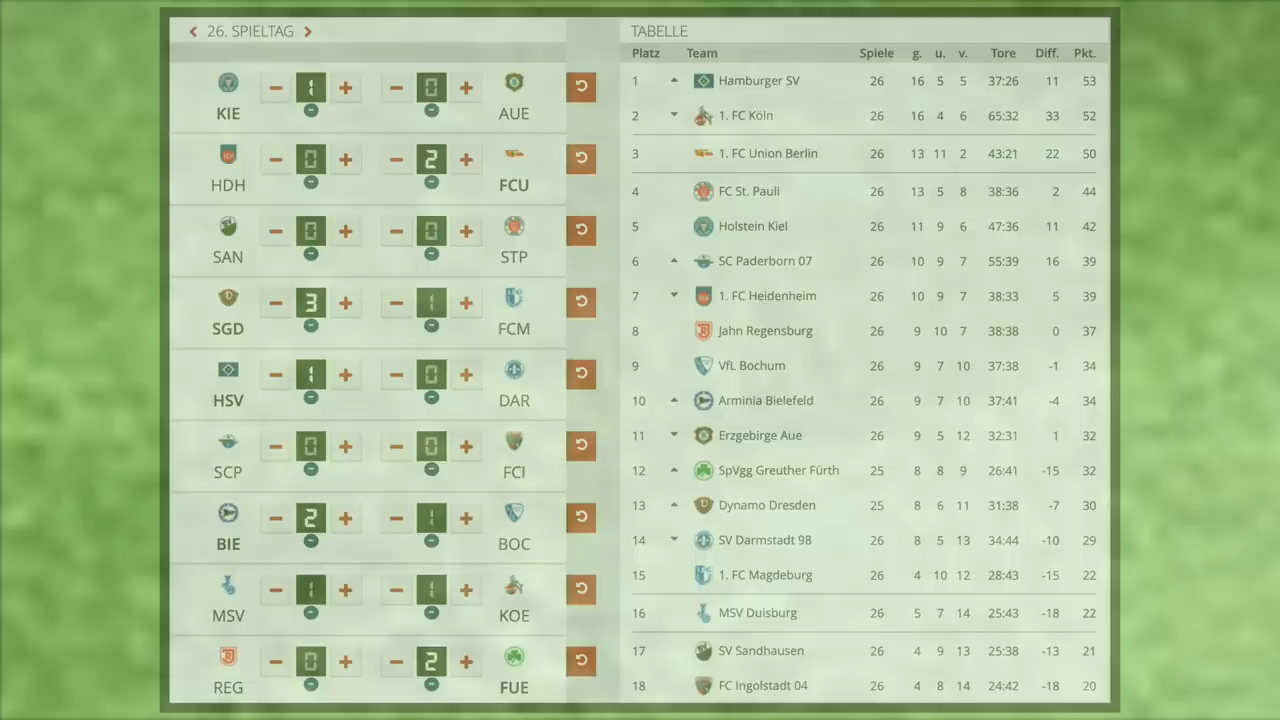 26. SPIELTAG
KIE 1 0 AUE
HDH 0 2 FCU
SAN 0 0 STP
SGD 3 1 FCM
HSV 1 0 DAR
SCP 0 0 FCI
BIE 2 1 BOC
MSV 1 1 KOE
REG 0 2 FUE
TABELLE
Platz Team Spiele g. u. v. Tore Diff. Pkt.
1 Hamburger SV 26 16 5 5 37:26 11 53
2 1. FC Köln 26 16 4 6 65:32 33 52
3 1. FC Union Berlin 26 13 11 2 43:21 22 50
4 FC St. Pauli 26 13 5 8 38:36 2 44
5 Holstein Kiel 26 11 9 6 47:36 11 42
6 SC Paderborn 07 26 10 9 7 55:39 16 39
7 1. FC Heidenheim 26 10 9 7 38:33 5 39
8 Jahn Regensburg 26 9 10 7 38:38 0 37
9 VfL Bochum 26 9 7 10 37:38 -1 34
10 Arminia Bielefeld 26 9 7 10 37:41 -4 34
11 Erzgebirge Aue 26 9 5 12 32:31 1 32
12 SpVgg Greuther Fürth 25 8 8 9 26:41 -15 32
13 Dynamo Dresden 25 8 6 11 31:38 -7 30
14 SV Darmstadt 98 26 8 5 13 34:44 -10 29
15 1. FC Magdeburg 26 4 10 12 28:43 -15 22
16 MSV Duisburg 26 5 7 14 25:43 -18 22
17 SV Sandhausen 26 4 9 13 25:38 -13 21
18 FC Ingolstadt 04 26 4 8 14 24:42 -18 20